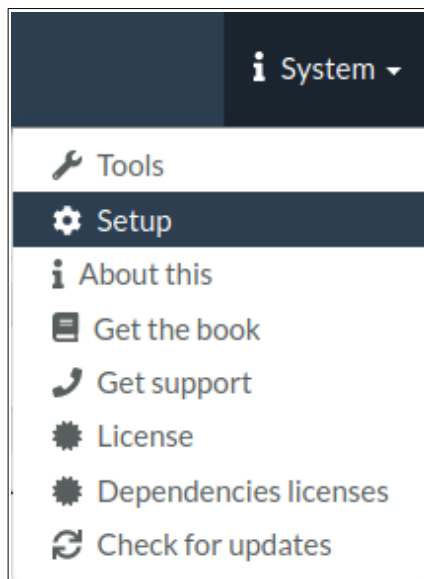 System
Tools
Setup
About this
Get the book
Get support
License
Dependencies licenses
Check for updates